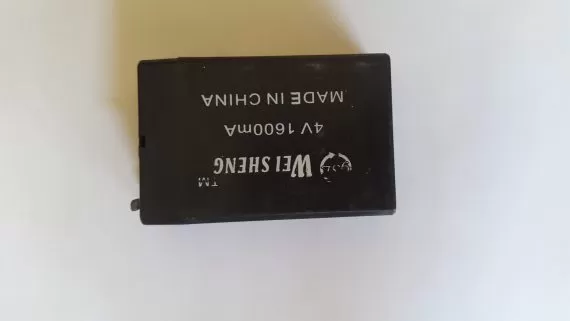 TM
WEI SHENG
4V 1600mA
MADE IN CHINA